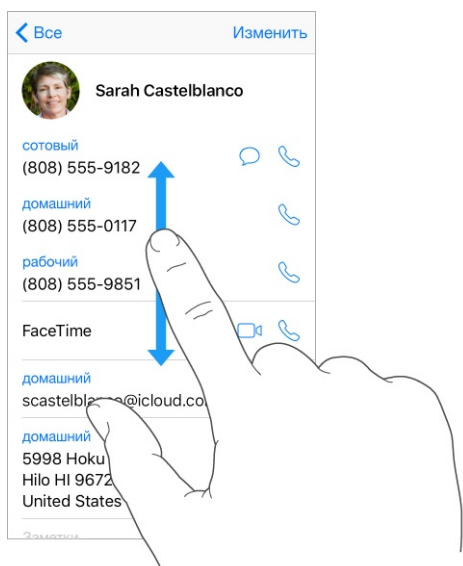 Все Изменить
Sarah Castelblanco
сотовый
(808) 555-9182
домашний
(808) 555-0117
рабочий
(808) 555-9851
FaceTime
домашний
домашний
5998 Hoku
Hilo HI 9672
United States
Заметки